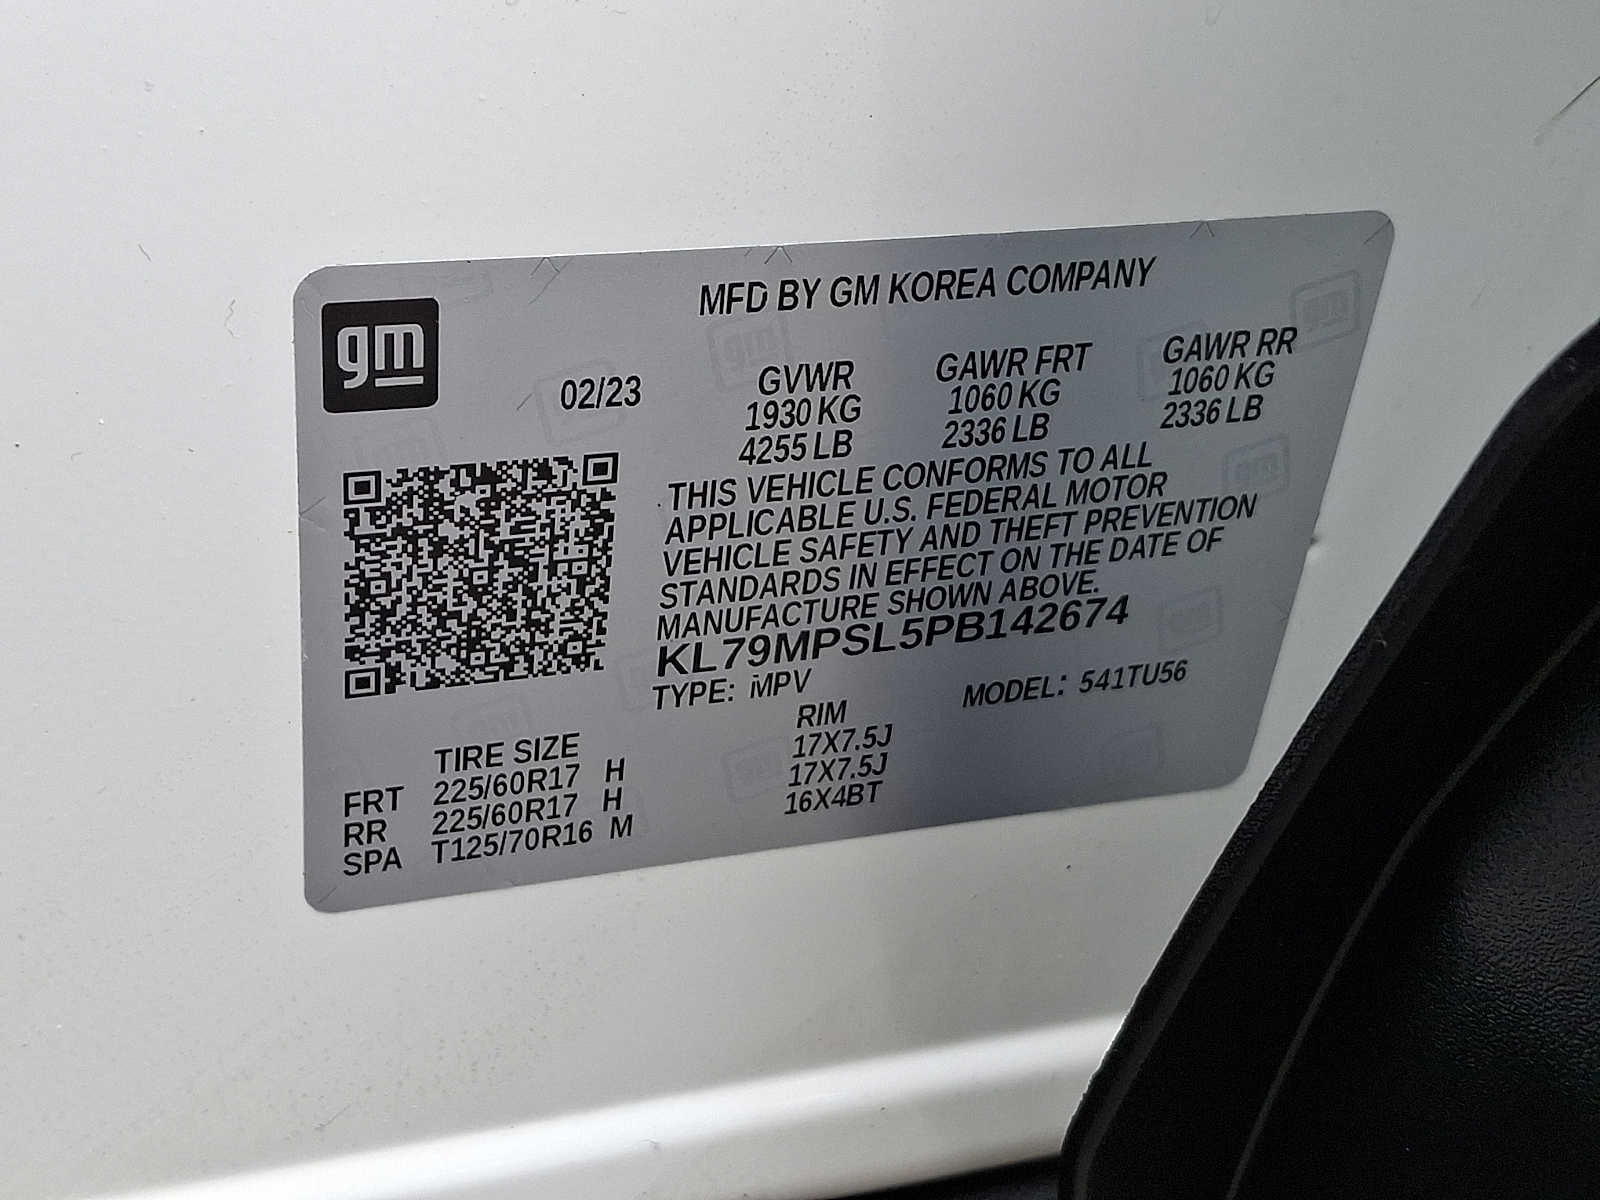 gm
MFD BY GM KOREA COMPANY
02/23
GVWR GAWR FRT GAWR RR
1930 KG 1060 KG 1060 KG
4255 LB 2336 LB 2336 LB
THIS VEHICLE CONFORMS TO ALL
APPLICABLE U.S. FEDERAL MOTOR
VEHICLE SAFETY AND THEFT PREVENTION
STANDARDS IN EFFECT ON THE DATE OF
MANUFACTURE SHOWN ABOVE.
KL79MPSL5PB142674
TYPE: MPV MODEL: 541TU56
TIRE SIZE RIM
FRT 225/60R17 H 17X7.5J
RR 225/60R17 H 17X7.5J
SPA T125/70R16 M 16X4BT